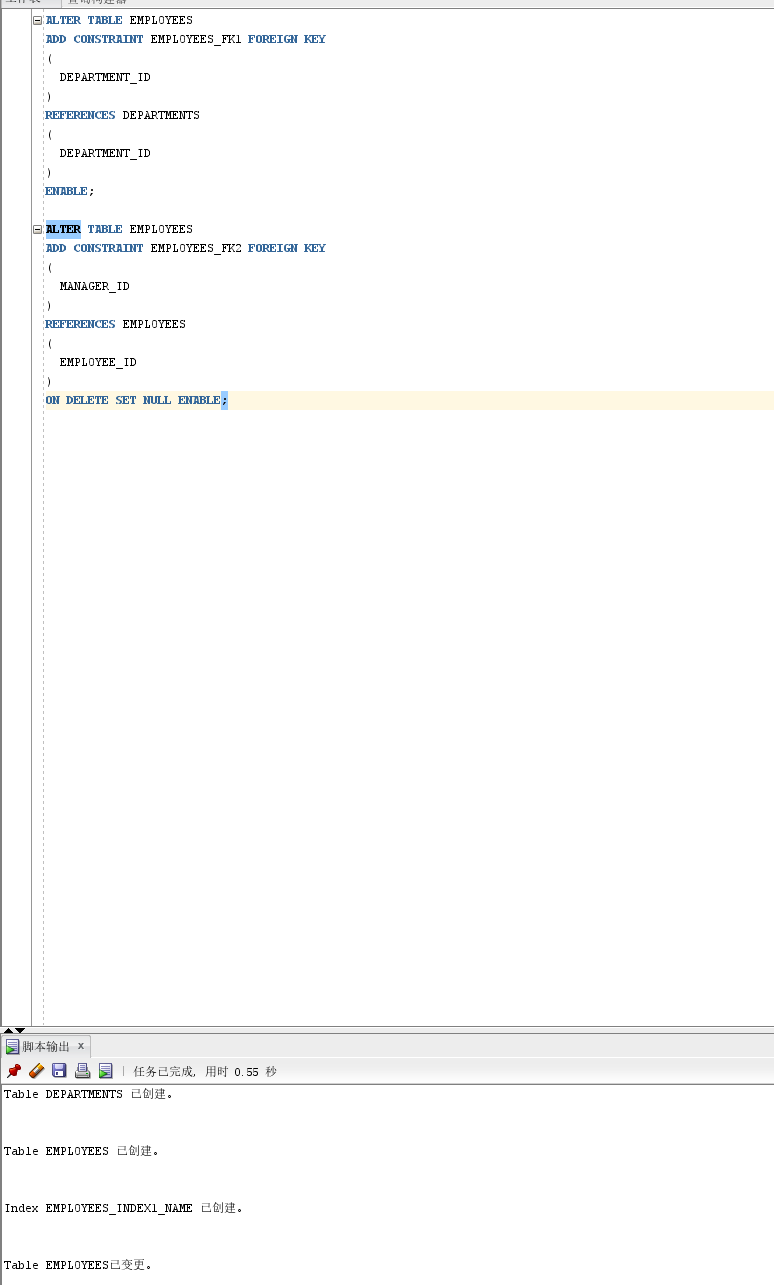 ALTER TABLE EMPLOYEES
ADD CONSTRAINT EMPLOYEES_FK1 FOREIGN KEY
(
DEPARTMENT_ID
)
REFERENCES DEPARTMENTS
(
DEPARTMENT_ID
)
ENABLE;
ALTER TABLE EMPLOYEES
ADD CONSTRAINT EMPLOYEES_FK2 FOREIGN KEY
(
MANAGER_ID
)
REFERENCES EMPLOYEES
(
EMPLOYEE_ID
)
ON DELETE SET NULL ENABLE;
脚本输出 x
任务已完成, 用时 0.55 秒
Table DEPARTMENTS 已创建。
Table EMPLOYEES 已创建。
Index EMPLOYEES_INDEX1_NAME 已创建。
Table EMPLOYEES已变更。